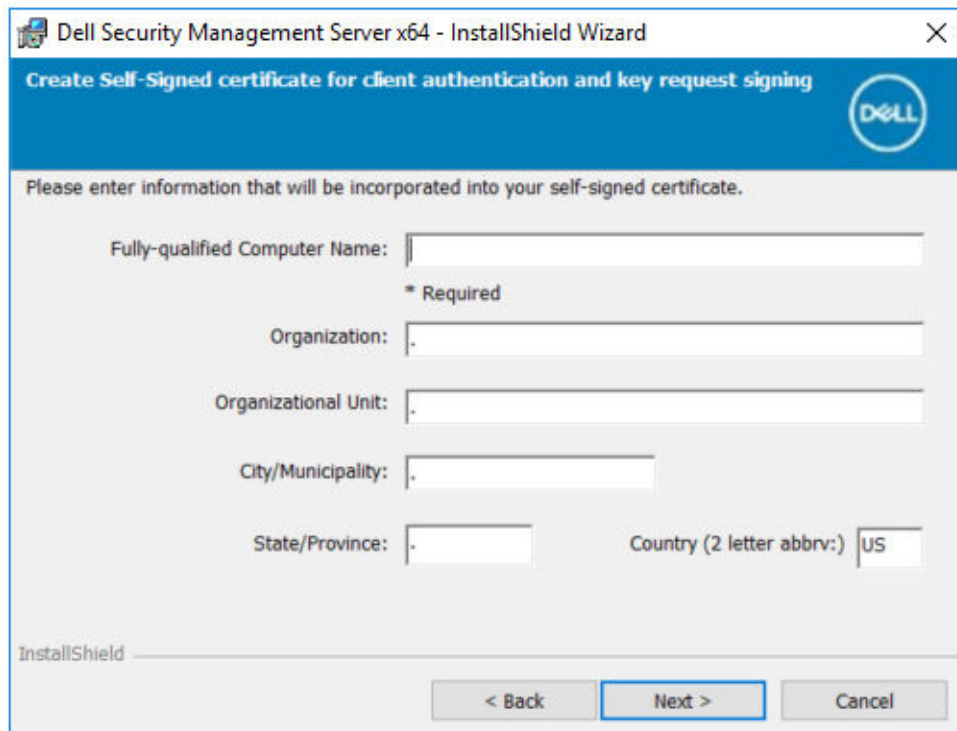 Dell Security Management Server x64 - InstallShield Wizard
Create Self-Signed certificate for client authentication and key request signing
DELL
Please enter information that will be incorporated into your self-signed certificate.
Fully-qualified Computer Name:
* Required
Organization: .
Organizational Unit: .
City/Municipality: .
State/Province: . Country (2 letter abbrv:) US
InstallShield
< Back Next > Cancel